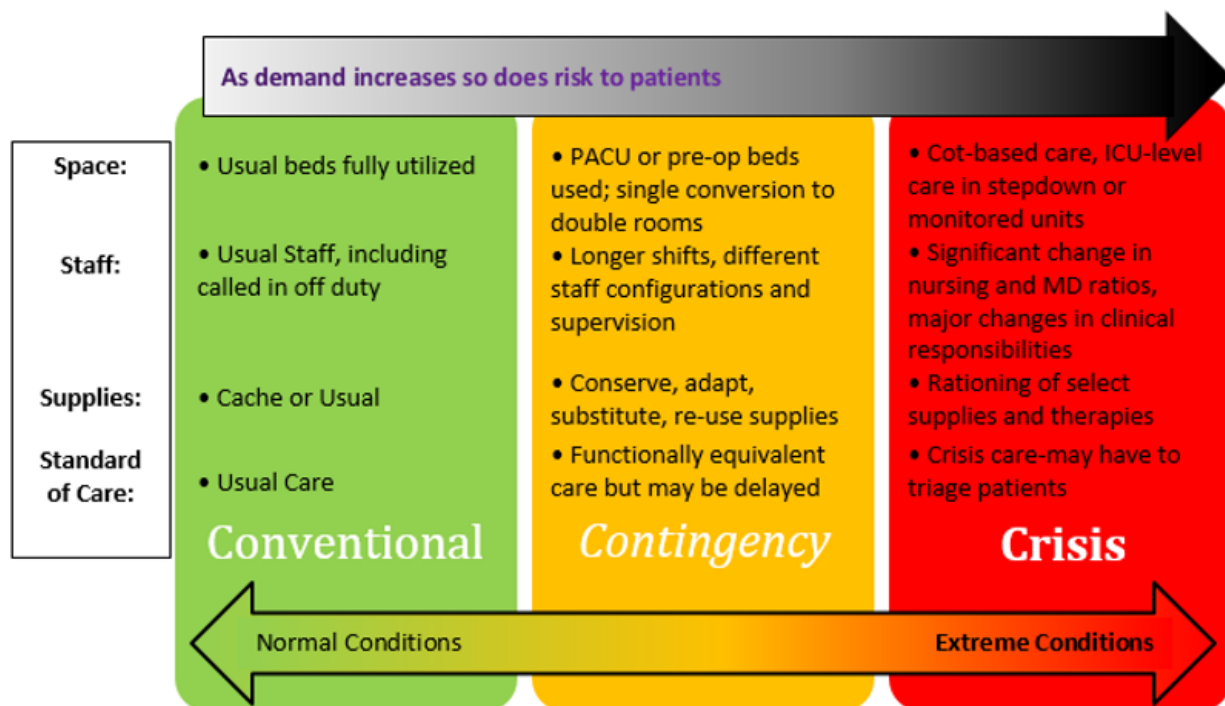 As demand increases so does risk to patients
Space:
Staff:
Supplies:
Standard
of Care:
• Usual beds fully utilized
• Usual Staff, including
called in off duty
• Cache or Usual
• Usual Care
Conventional
• PACU or pre-op beds
used; single conversion to
double rooms
• Longer shifts, different
staff configurations and
supervision
• Conserve, adapt,
substitute, re-use supplies
• Functionally equivalent
care but may be delayed
Contingency
• Cot-based care, ICU-level
care in stepdown or
monitored units
• Significant change in
nursing and MD ratios,
major changes in clinical
responsibilities
• Rationing of select
supplies and therapies
• Crisis care-may have to
triage patients
Crisis
Normal Conditions
Extreme Conditions